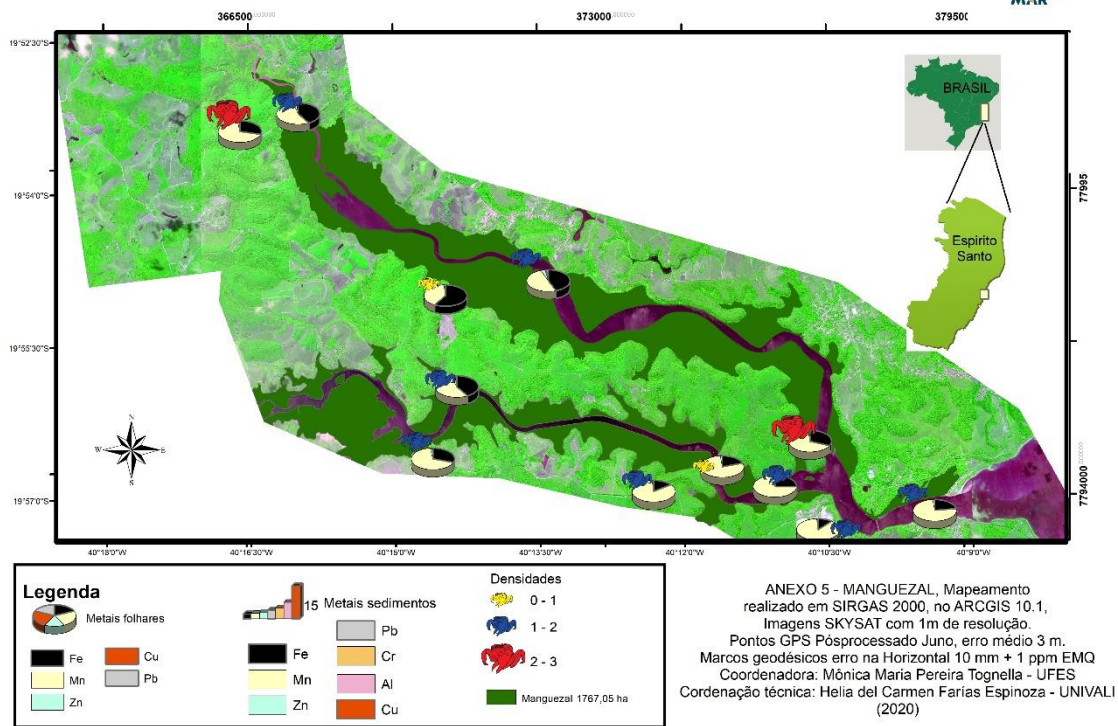 MAR
366500
373000
379500
19°52'30"S
19°54'0"S
19°55'30"S
19°57'0"S
77995
7794000
BRASIL
Espirito
Santo
N
W
E
S
40°18'0"W
40°16'30"W
40°15'0"W
40°13'30"W
40°12'0"W
40°10'30"W
40°9'0"W
Legenda
Metais folhares
Fe
Mn
Zn
Cu
Pb
15 Metais sedimentos
Fe
Mn
Zn
Pb
Cr
Al
Cu
Densidades
0 - 1
1 - 2
2 - 3
Manguezal 1767,05 ha
ANEXO 5 - MANGUEZAL, Mapeamento
realizado em SIRGAS 2000, no ARCGIS 10.1,
Imagens SKYSAT com 1m de resolução.
Pontos GPS Pósprocessado Juno, erro médio 3 m.
Marcos geodésicos erro na Horizontal 10 mm + 1 ppm EMQ
Coordenadora: Mônica Maria Pereira Tognella - UFES
Cordenação técnica: Helia del Carmen Farías Espinoza - UNIVALI
(2020)